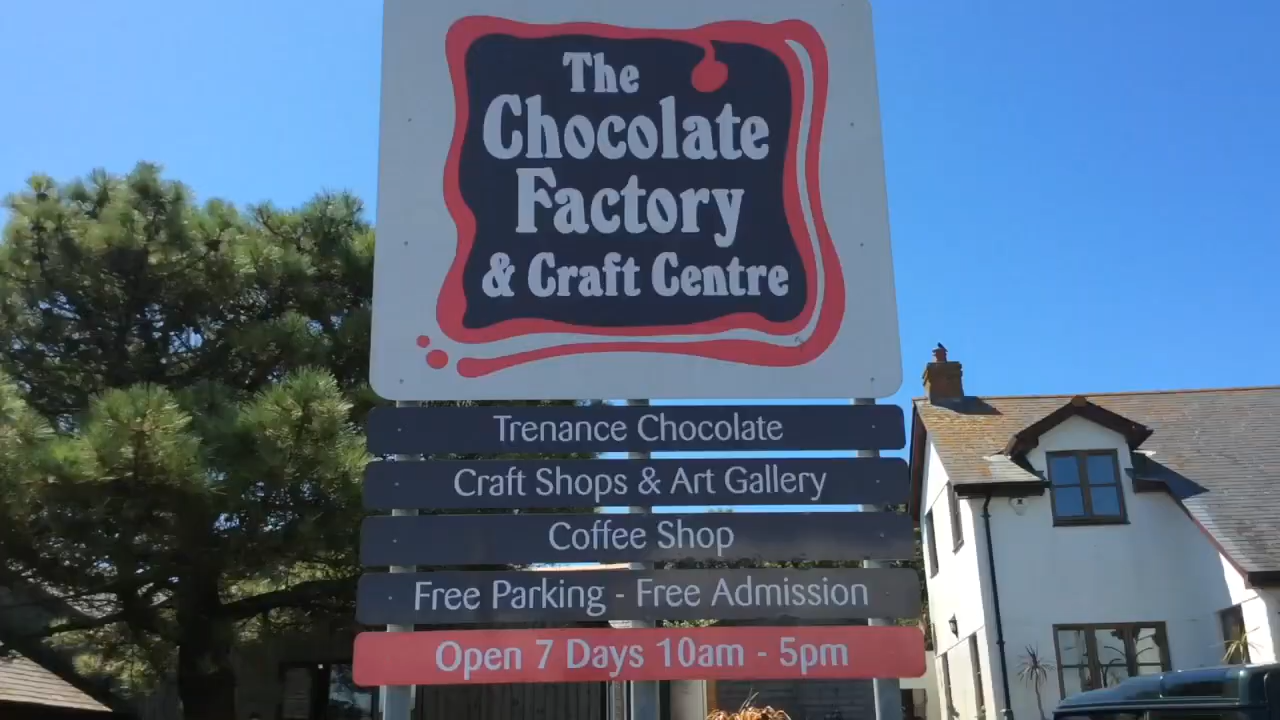 The
Chocolate
Factory
& Craft Centre
Trenance Chocolate
Craft Shops & Art Gallery
Coffee Shop
Free Parking - Free Admission
Open 7 Days 10am - 5pm